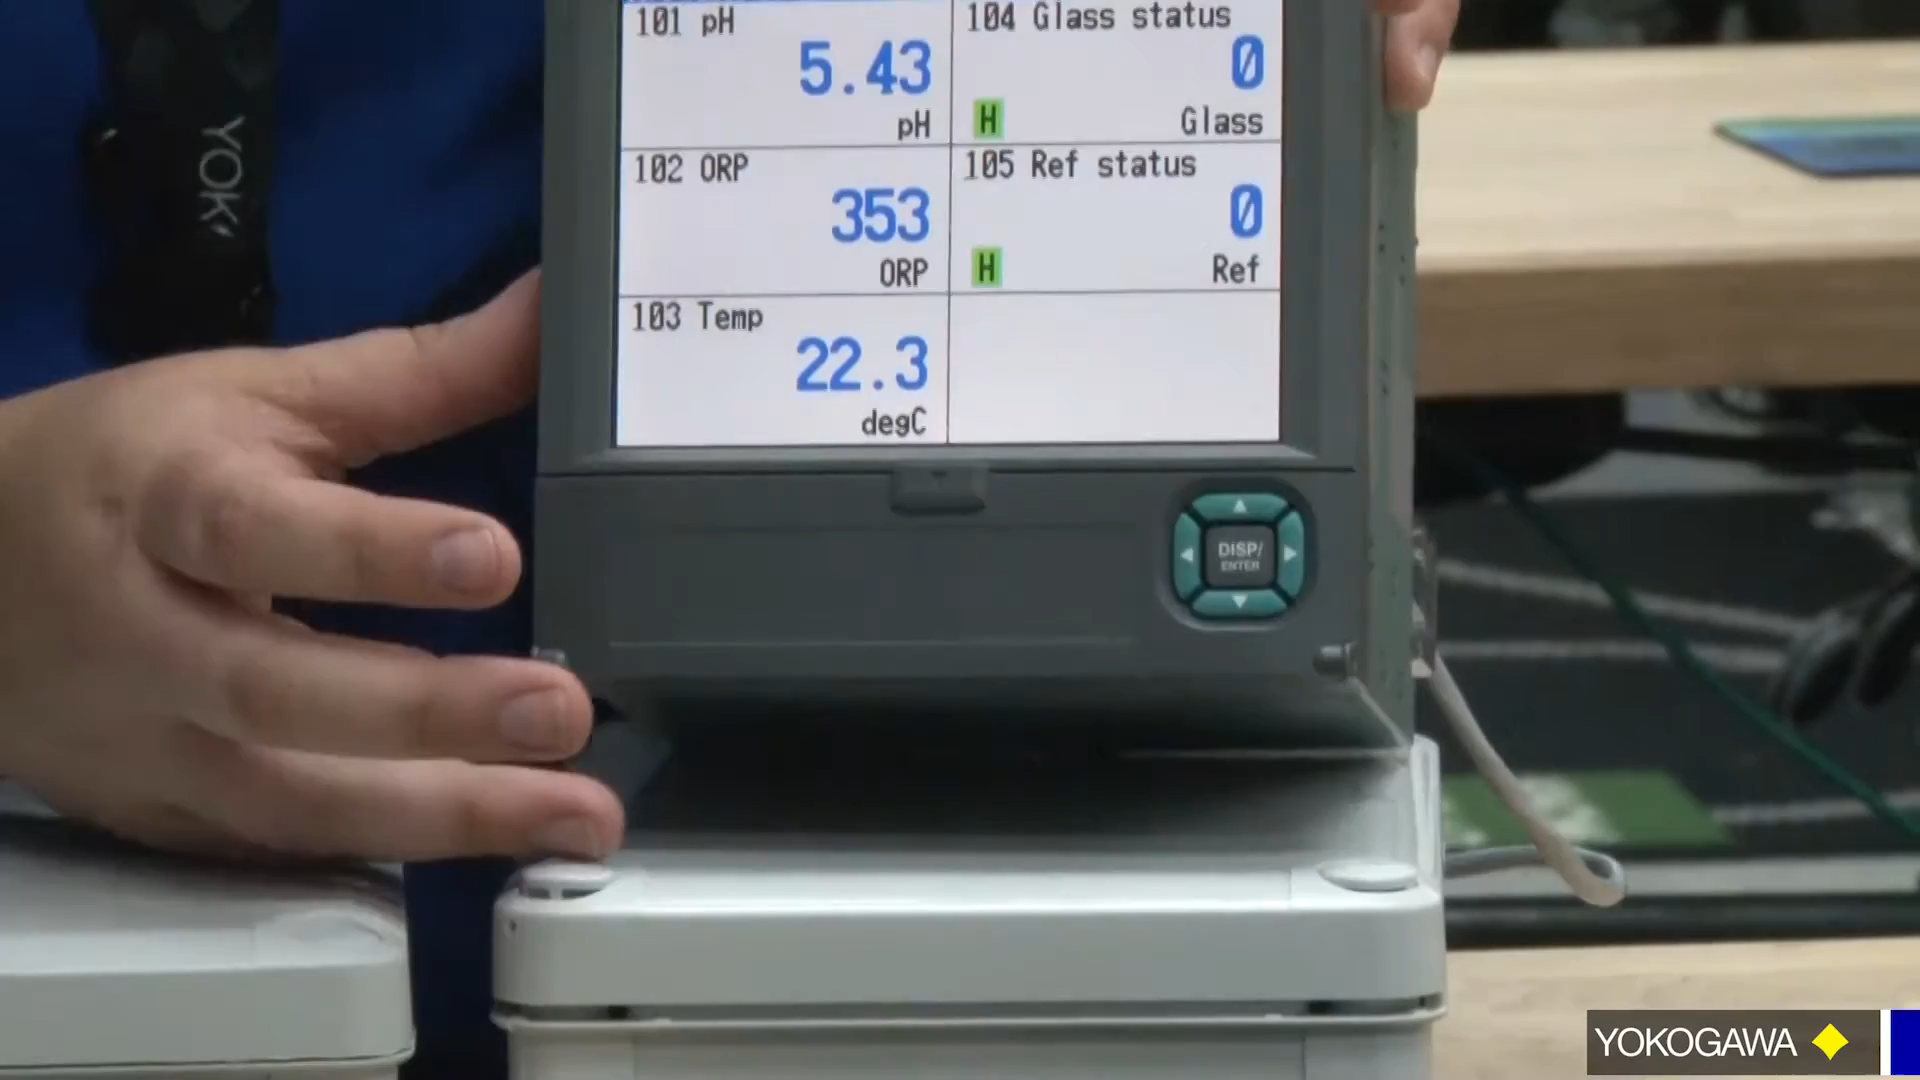 101 pH
5.43
pH
104 Glass status
0
H
Glass
102 ORP
353
ORP
105 Ref status
0
H
Ref
103 Temp
22.3
degC
DISP/
ENTER
YOK
YOKOGAWA